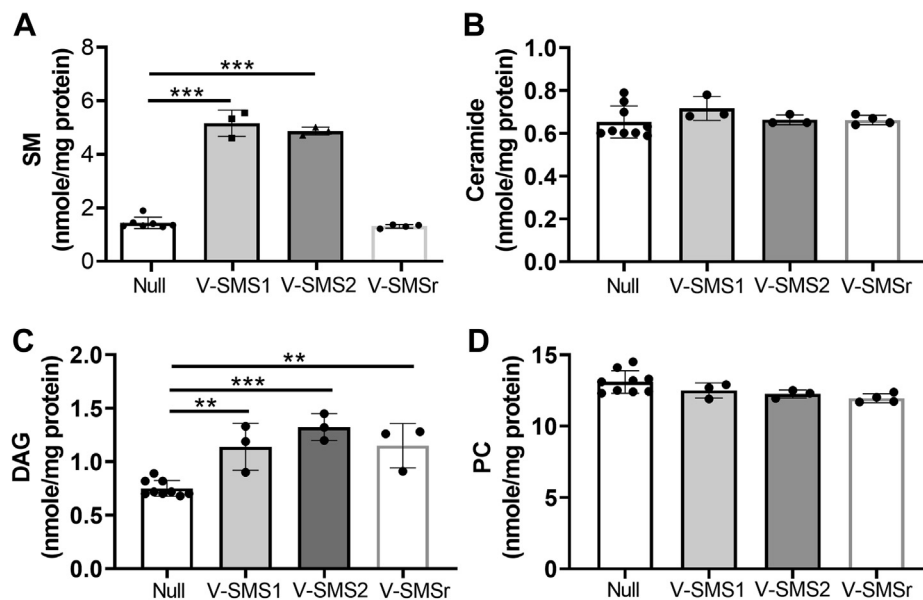 A
SM
(nmole/mg protein)
8
6
4
2
0
***
***
Null V-SMS1 V-SMS2 V-SMSr
B
Ceramide
(nmole/mg protein)
1.0
0.8
0.6
0.4
0.2
0.0
Null V-SMS1 V-SMS2 V-SMSr
C
DAG
(nmole/mg protein)
2.0
1.5
1.0
0.5
0.0
**
***
**
Null V-SMS1 V-SMS2 V-SMSr
D
PC
(nmole/mg protein)
15
10
5
0
Null V-SMS1 V-SMS2 V-SMSr